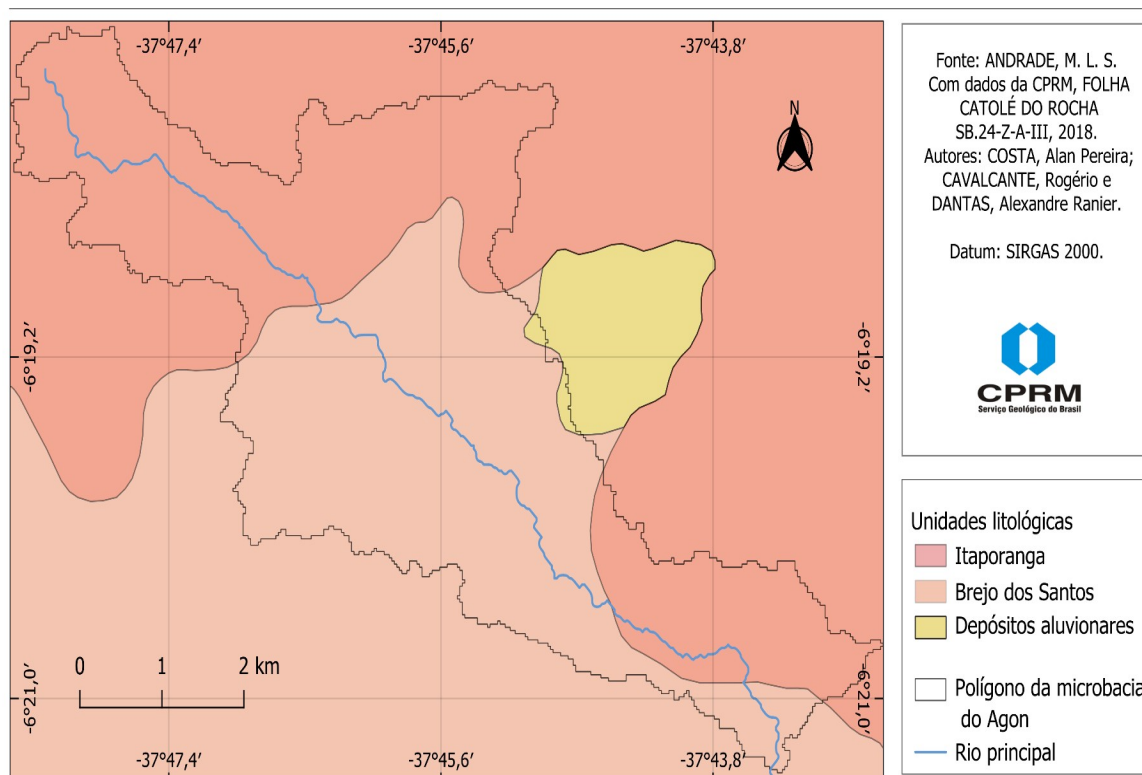 -37°47,4′
-37°45,6′
-37°43,8′
N
-6°19,2′
-6°19,2′
0 1 2 km
-6°21,0′
-6°21,0′
-37°47,4′
-37°45,6′
-37°43,8′
Fonte: ANDRADE, M. L. S.
Com dados da CPRM, FOLHA
CATOLÉ DO ROCHA
SB.24-Z-A-III, 2018.
Autores: COSTA, Alan Pereira;
CAVALCANTE, Rogério e
DANTAS, Alexandre Ranier.
Datum: SIRGAS 2000.
CPRM
Serviço Geológico do Brasil
Unidades litológicas
Itaporanga
Brejo dos Santos
Depósitos aluvionares
Polígono da microbacia
do Agon
Rio principal